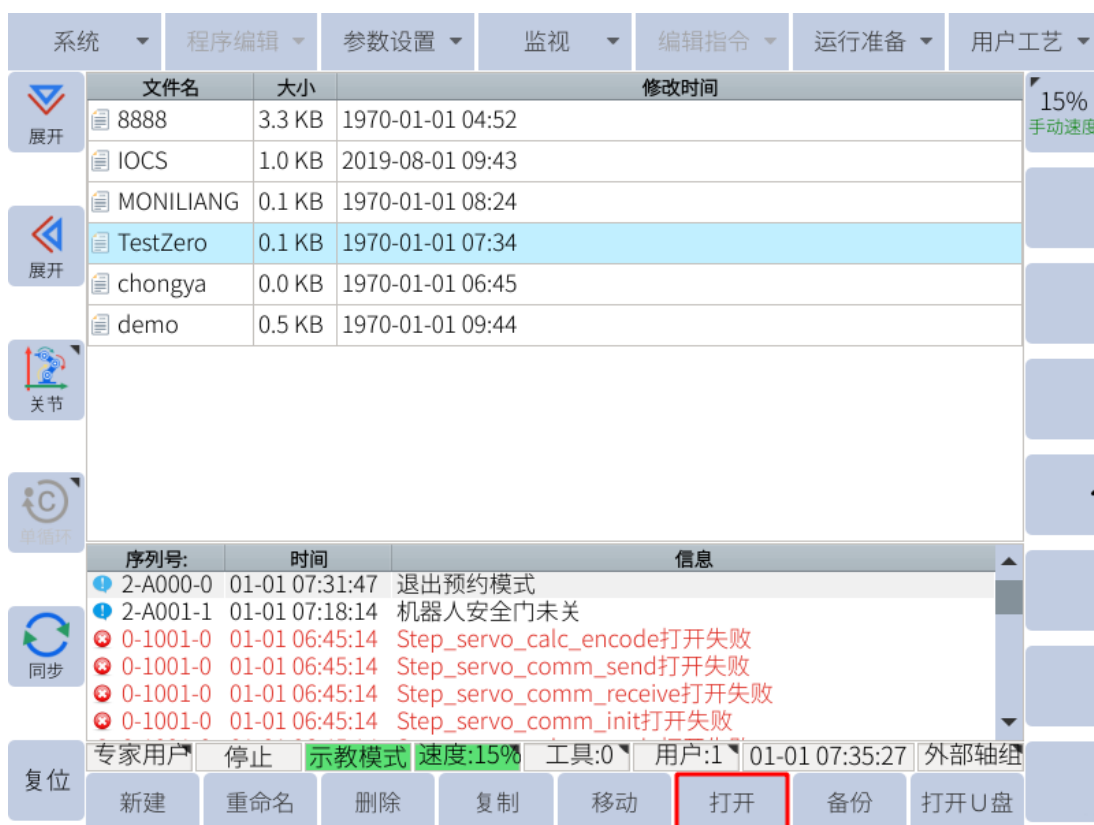 系统 程序编辑 参数设置 监视 编辑指令 运行准备 用户工艺
展开
展开
关节
单循环
同步
复位
文件名 大小 修改时间
8888 3.3 KB 1970-01-01 04:52
IOCS 1.0 KB 2019-08-01 09:43
MONILIANG 0.1 KB 1970-01-01 08:24
TestZero 0.1 KB 1970-01-01 07:34
chongya 0.0 KB 1970-01-01 06:45
demo 0.5 KB 1970-01-01 09:44
15%
手动速度
序列号: 时间 信息
2-A000-0 01-01 07:31:47 退出预约模式
2-A001-1 01-01 07:18:14 机器人安全门未关
0-1001-0 01-01 06:45:14 Step_servo_calc_encode打开失败
0-1001-0 01-01 06:45:14 Step_servo_comm_send打开失败
0-1001-0 01-01 06:45:14 Step_servo_comm_receive打开失败
0-1001-0 01-01 06:45:14 Step_servo_comm_init打开失败
专家用户 停止 示教模式 速度:15% 工具:0 用户:1 01-01 07:35:27 外部轴组
新建 重命名 删除 复制 移动 打开 备份 打开U盘